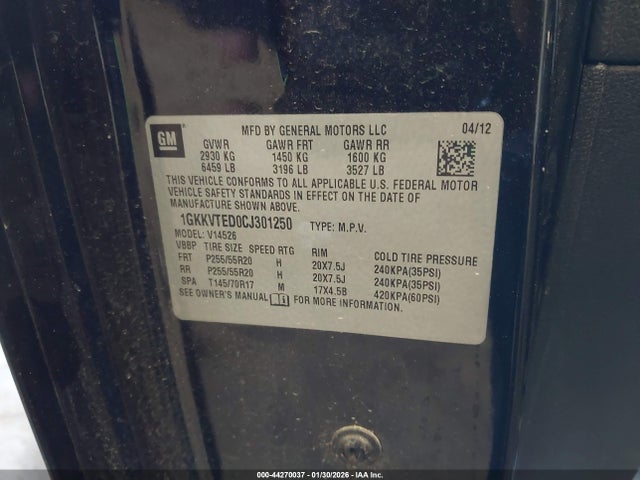 GM
MFD BY GENERAL MOTORS LLC 04/12
GVWR GAWR FRT GAWR RR
2930 KG 1450 KG 1600 KG
6459 LB 3196 LB 3527 LB
THIS VEHICLE CONFORMS TO ALL APPLICABLE U.S. FEDERAL MOTOR
VEHICLE SAFETY STANDARDS IN EFFECT ON THE DATE OF
MANUFACTURE SHOWN ABOVE.
1GKKVTED0CJ301250 TYPE: M.P.V.
MODEL: V14526
VBBP TIRE SIZE SPEED RTG RIM COLD TIRE PRESSURE
FRT P255/55R20 H 20X7.5J 240KPA(35PSI)
RR P255/55R20 H 20X7.5J 240KPA(35PSI)
SPA T145/70R17 M 17X4.5B 420KPA(60PSI)
SEE OWNER'S MANUAL FOR MORE INFORMATION.
000-44270037 | 01/30/2026 - IAA Inc.